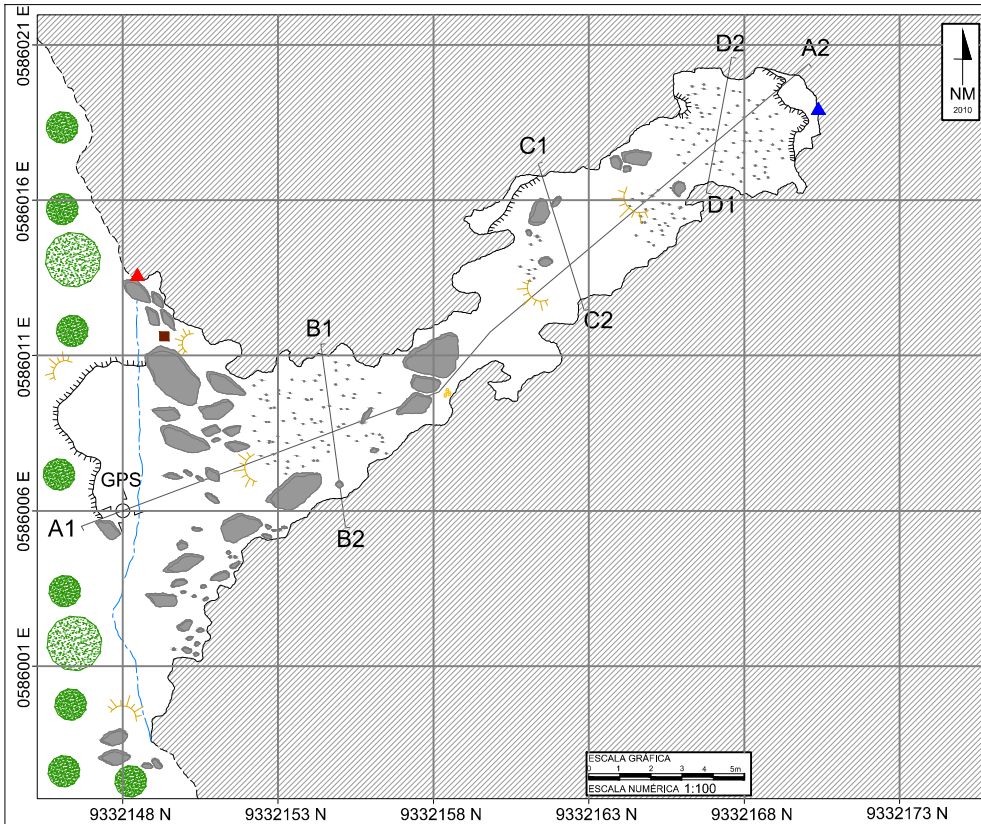 0586021 E
D2
A2
NM
2010
C1
0586016 E
D1
C2
B1
0586011 E
GPS
0586006 E
A1
B2
0586001 E
ESCALA GRÁFICA
0 1 2 3 4 5m
ESCALA NUMÉRICA 1:100
9332148 N 9332153 N 9332158 N 9332163 N 9332168 N 9332173 N